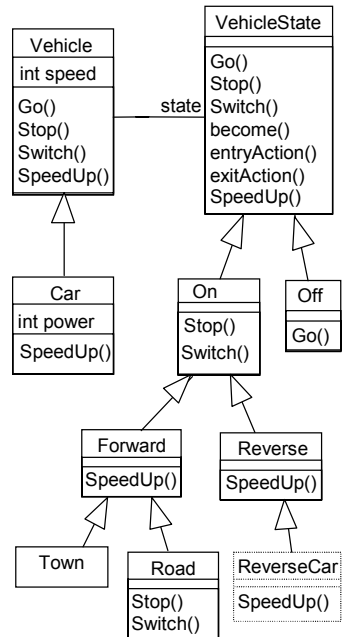 Vehicle
int speed
Go()
Stop()
Switch()
SpeedUp()
state
VehicleState
Go()
Stop()
Switch()
become()
entryAction()
exitAction()
SpeedUp()
Car
int power
SpeedUp()
On
Stop()
Switch()
Off
Go()
Forward
SpeedUp()
Reverse
SpeedUp()
Town
Road
Stop()
Switch()
ReverseCar
SpeedUp()